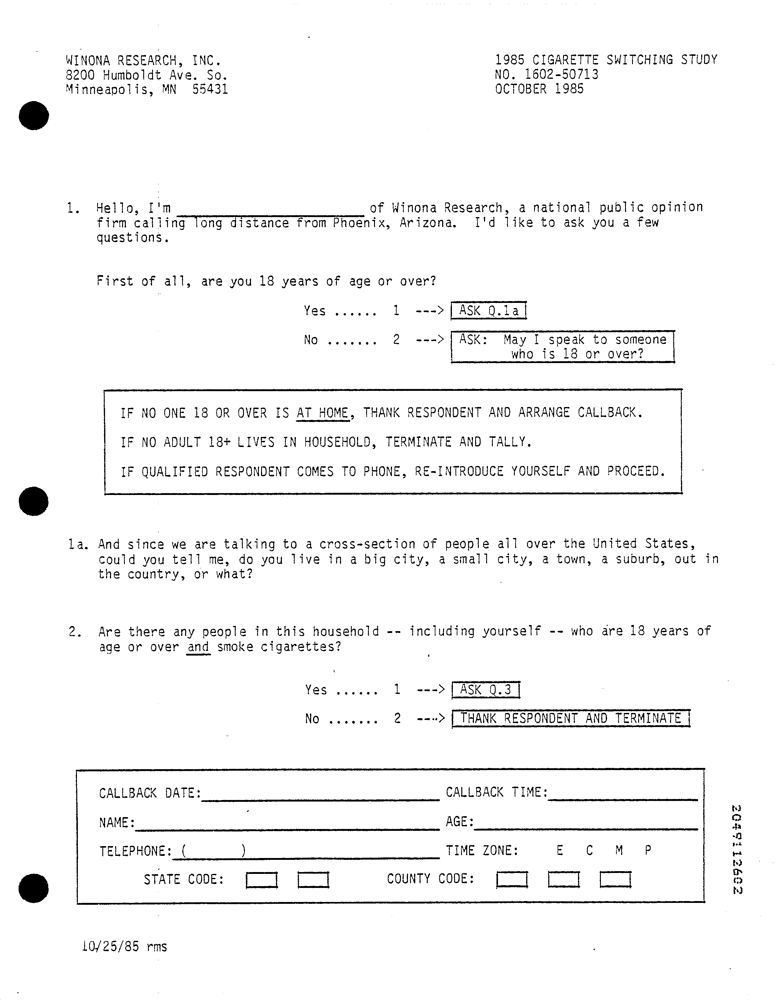 WINONA RESEARCH, INC.
8200 Humboldt Ave. So.
Minneapolis, MN 55431
1985 CIGARETTE SWITCHING STUDY
NO. 1602-50713
OCTOBER 1985
1. Hello, I'm ____________________ of Winona Research, a national public opinion
firm calling long distance from Phoenix, Arizona. I'd like to ask you a few
questions.
First of all, are you 18 years of age or over?
Yes ...... 1 ---> ASK Q.1a
No ....... 2 ---> ASK: May I speak to someone
who is 18 or over?
IF NO ONE 18 OR OVER IS AT HOME, THANK RESPONDENT AND ARRANGE CALLBACK.
IF NO ADULT 18+ LIVES IN HOUSEHOLD, TERMINATE AND TALLY.
IF QUALIFIED RESPONDENT COMES TO PHONE, RE-INTRODUCE YOURSELF AND PROCEED.
1a. And since we are talking to a cross-section of people all over the United States,
could you tell me, do you live in a big city, a small city, a town, a suburb, out in
the country, or what?
2. Are there any people in this household -- including yourself -- who are 18 years of
age or over and smoke cigarettes?
Yes ...... 1 ---> ASK Q.3
No ....... 2 ---> THANK RESPONDENT AND TERMINATE
CALLBACK DATE:____________________ CALLBACK TIME:____________________
NAME:____________________ AGE:____________________
TELEPHONE: ( ) ____________________ TIME ZONE: E C M P
STATE CODE: COUNTY CODE:
10/25/85 rms
2049112602